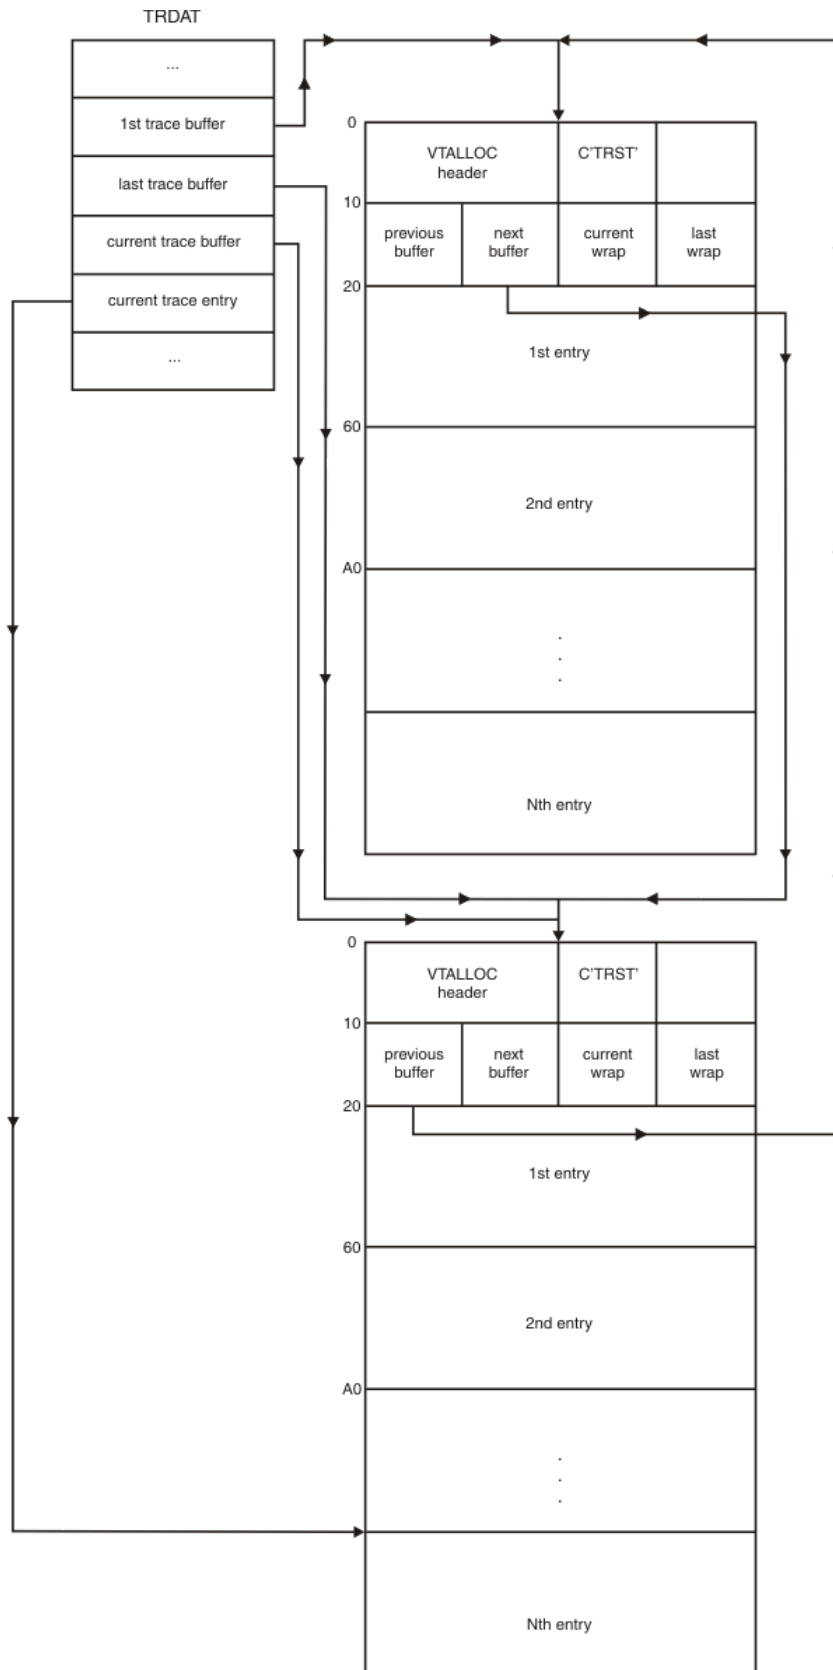 TRDAT
...
1st trace buffer
last trace buffer
current trace buffer
current trace entry
...
0
VTALLOC
header
C'TRST'
10
previous
buffer
next
buffer
current
wrap
last
wrap
20
1st entry
60
2nd entry
A0
.
.
.
Nth entry
0
VTALLOC
header
C'TRST'
10
previous
buffer
next
buffer
current
wrap
last
wrap
20
1st entry
60
2nd entry
A0
.
.
.
Nth entry